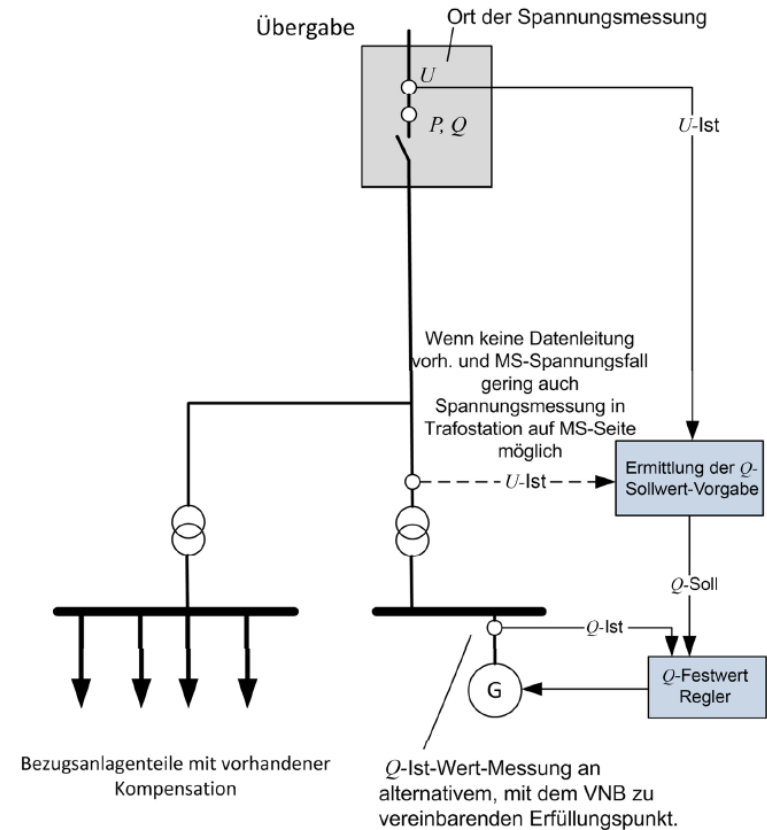 Übergabe
Ort der Spannungsmessung
U
P, Q
U-Ist
Wenn keine Datenleitung
vorh. und MS-Spannungsfall
gering auch
Spannungsmessung in
Trafostation auf MS-Seite
möglich
U-Ist
Ermittlung der Q-
Sollwert-Vorgabe
Q-Soll
Q-Ist
Q-Festwert
Regler
G
Bezugsanlagenteile mit vorhandener
Kompensation
Q-Ist-Wert-Messung an
alternativem, mit dem VNB zu
vereinbarenden Erfüllungspunkt.